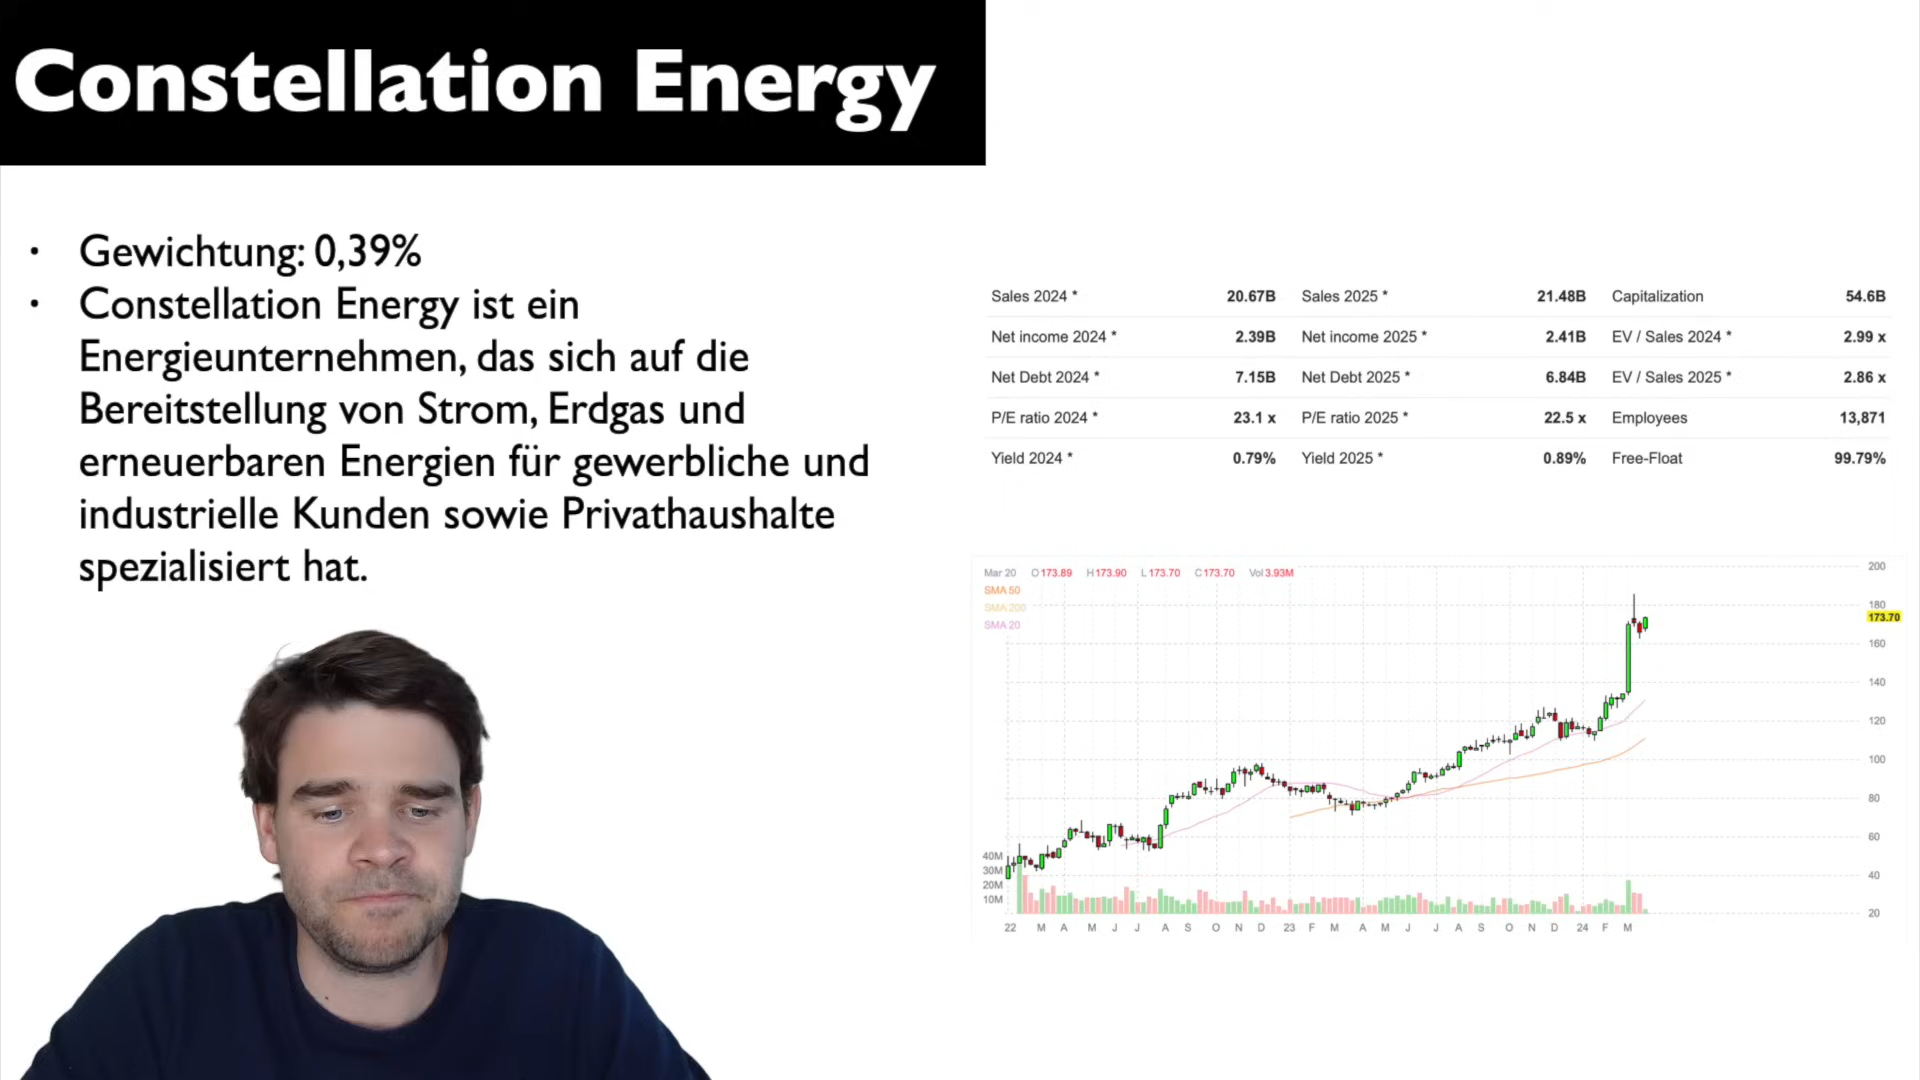 Constellation Energy
• Gewichtung: 0,39%
• Constellation Energy ist ein
Energieunternehmen, das sich auf die
Bereitstellung von Strom, Erdgas und
erneuerbaren Energien für gewerbliche und
industrielle Kunden sowie Privathaushalte
spezialisiert hat.
Sales 2024 * 20.67B Sales 2025 * 21.48B Capitalization 54.6B
Net income 2024 * 2.39B Net income 2025 * 2.41B EV / Sales 2024 * 2.99 x
Net Debt 2024 * 7.15B Net Debt 2025 * 6.84B EV / Sales 2025 * 2.86 x
P/E ratio 2024 * 23.1 x P/E ratio 2025 * 22.5 x Employees 13,871
Yield 2024 * 0.79% Yield 2025 * 0.89% Free-Float 99.79%
Mar 20 O 173.89 H 173.90 L 173.70 C 173.70 Vol 3.93M
SMA 50
SMA 200
SMA 20
200
180
173.70
160
140
120
100
80
60
40
20
40M
30M
20M
10M
22 M A M J J A S O N D 23 F M A M J J A S O N D 24 F M